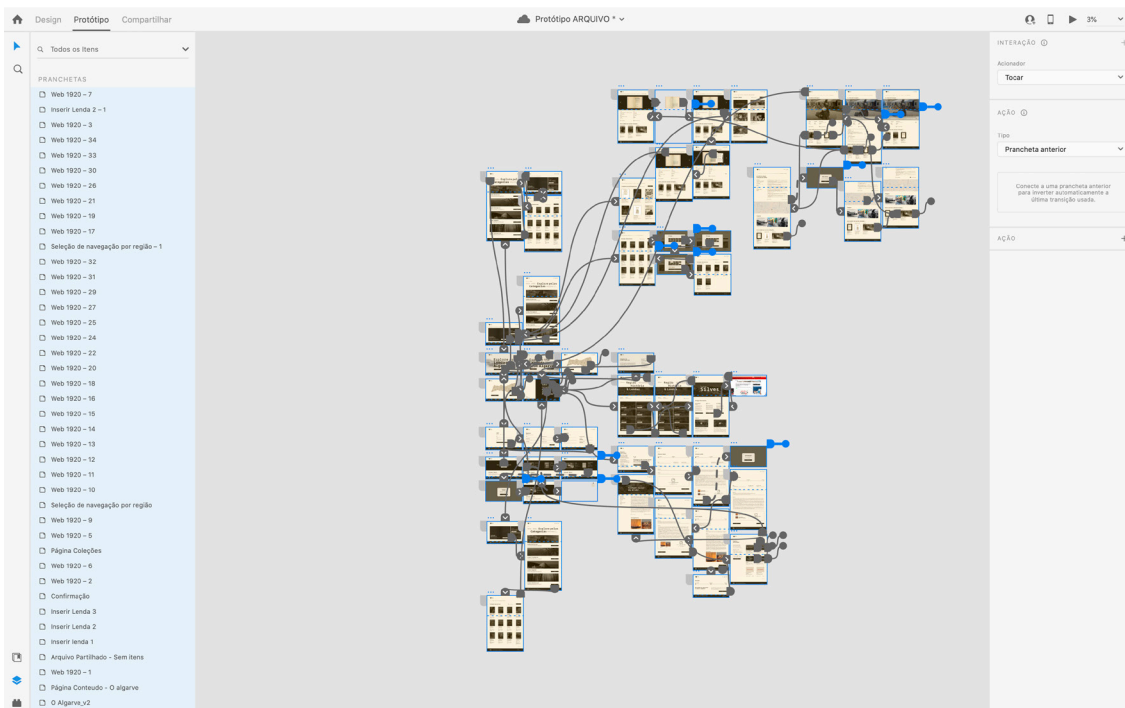 Design Protótipo Compartilhar
Protótipo ARQUIVO *
3%
Todos os Itens
PRANCHETAS
Web 1920 – 7
Inserir Lenda 2 – 1
Web 1920 – 3
Web 1920 – 34
Web 1920 – 33
Web 1920 – 30
Web 1920 – 26
Web 1920 – 21
Web 1920 – 19
Web 1920 – 17
Seleção de navegação por região – 1
Web 1920 – 32
Web 1920 – 31
Web 1920 – 29
Web 1920 – 27
Web 1920 – 25
Web 1920 – 24
Web 1920 – 22
Web 1920 – 20
Web 1920 – 18
Web 1920 – 16
Web 1920 – 15
Web 1920 – 14
Web 1920 – 13
Web 1920 – 12
Web 1920 – 11
Web 1920 – 10
Seleção de navegação por região
Web 1920 – 9
Web 1920 – 5
Página Coleções
Web 1920 – 6
Web 1920 – 2
Confirmação
Inserir Lenda 3
Inserir Lenda 2
Inserir lenda 1
Arquivo Partilhado - Sem itens
Web 1920 – 1
Página Conteudo - O algarve
O Algarve_v2
Silves
INTERAÇÃO
Acionador
Tocar
AÇÃO
Tipo
Prancheta anterior
Conecte a uma prancheta anterior
para inverter automaticamente a
última transição usada.
AÇÃO